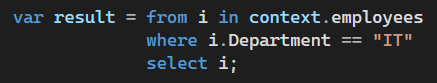 var result = from i in context.employees
where i.Department == "IT"
select i;